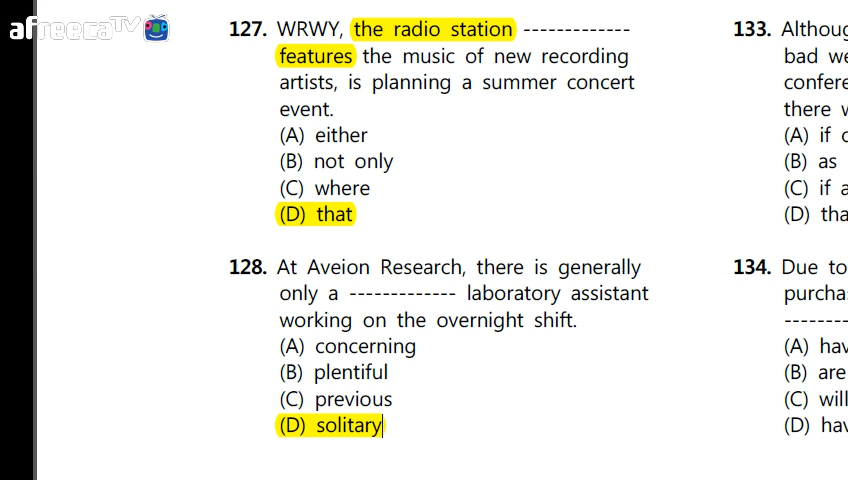 afreecaTV
127. WRWY, the radio station -------------
features the music of new recording
artists, is planning a summer concert
event.
(A) either
(B) not only
(C) where
(D) that
128. At Aveion Research, there is generally
only a ------------- laboratory assistant
working on the overnight shift.
(A) concerning
(B) plentiful
(C) previous
(D) solitary
133. Althoug
bad we
confere
there w
(A) if c
(B) as
(C) if a
(D) tha
134. Due to
purcha
--------
(A) hav
(B) are
(C) will
(D) hav